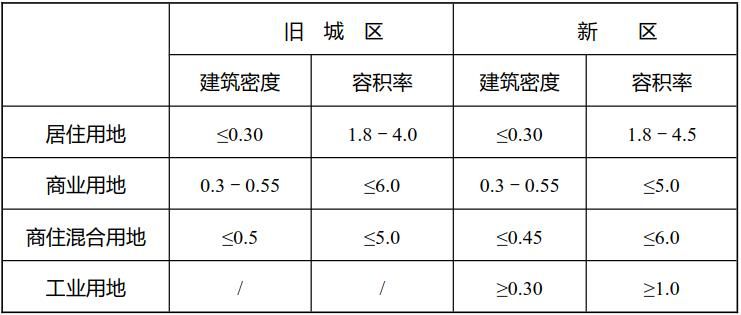 旧 城 区 新 区
建筑密度 容积率 建筑密度 容积率
居住用地 ≤0.30 1.8－4.0 ≤0.30 1.8－4.5
商业用地 0.3－0.55 ≤6.0 0.3－0.55 ≤5.0
商住混合用地 ≤0.5 ≤5.0 ≤0.45 ≤6.0
工业用地 / / ≥0.30 ≥1.0